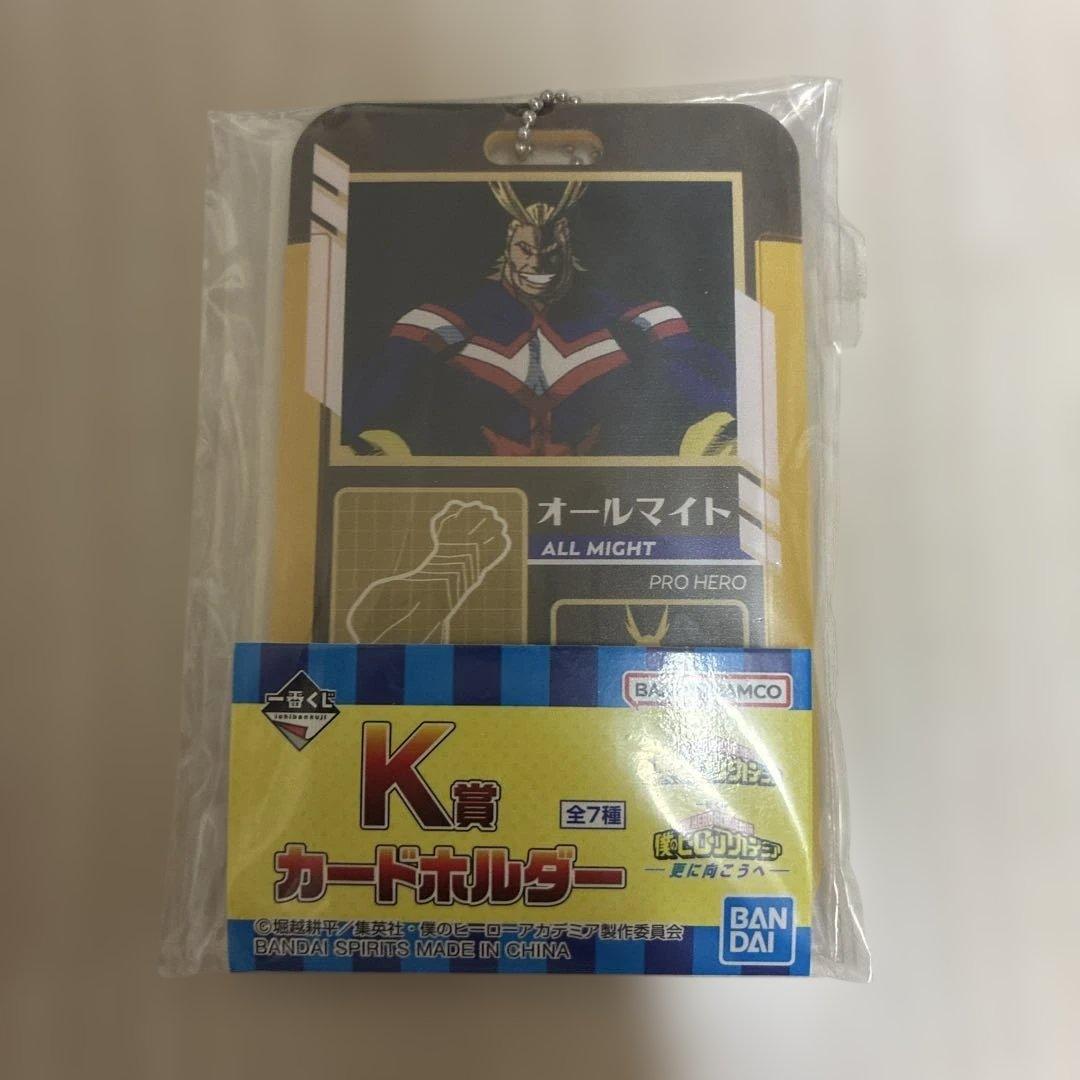 オールマイト
ALL MIGHT
PRO HERO
一番くじ
ichibankuji
K賞
全7種
カードホルダー
僕のヒーローアカデミア
更に向こうへ
©堀越耕平／集英社・僕のヒーローアカデミア製作委員会
BANDAI SPIRITS MADE IN CHINA
BAN
DAI